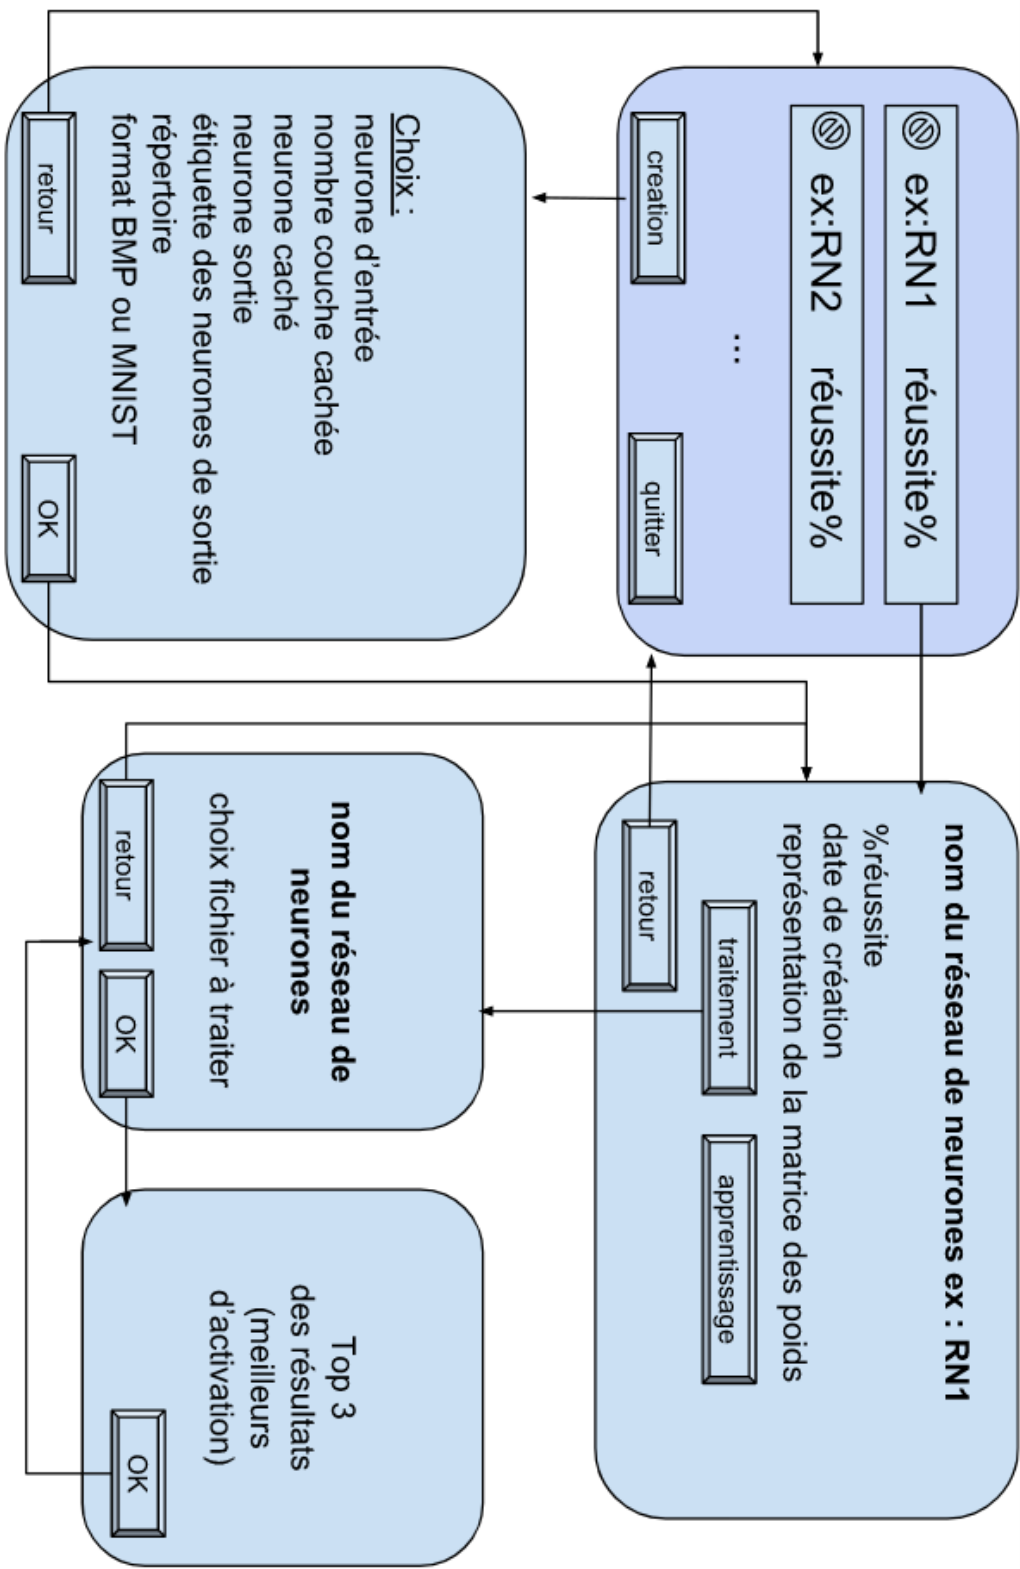 ex:RN1 réussite%
ex:RN2 réussite%
...
creation
quitter
nom du réseau de neurones ex : RN1
%réussite
date de création
représentation de la matrice des poids
traitement
apprentissage
retour
Choix :
neurone d'entrée
nombre couche cachée
neurone caché
neurone sortie
étiquette des neurones de sortie
répertoire
format BMP ou MNIST
retour
OK
nom du réseau de
neurones
choix fichier à traiter
retour
OK
Top 3
des résultats
(meilleurs
d'activation)
OK